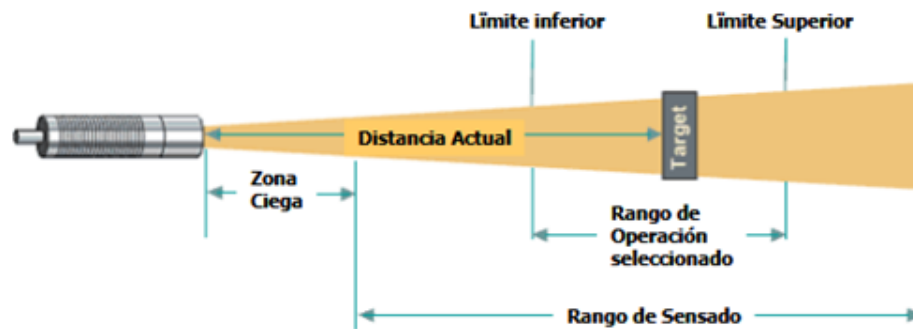 Lïmite inferior
Lïmite Superior
Distancia Actual
Target
Zona
Ciega
Rango de
Operación
seleccionado
Rango de Sensado